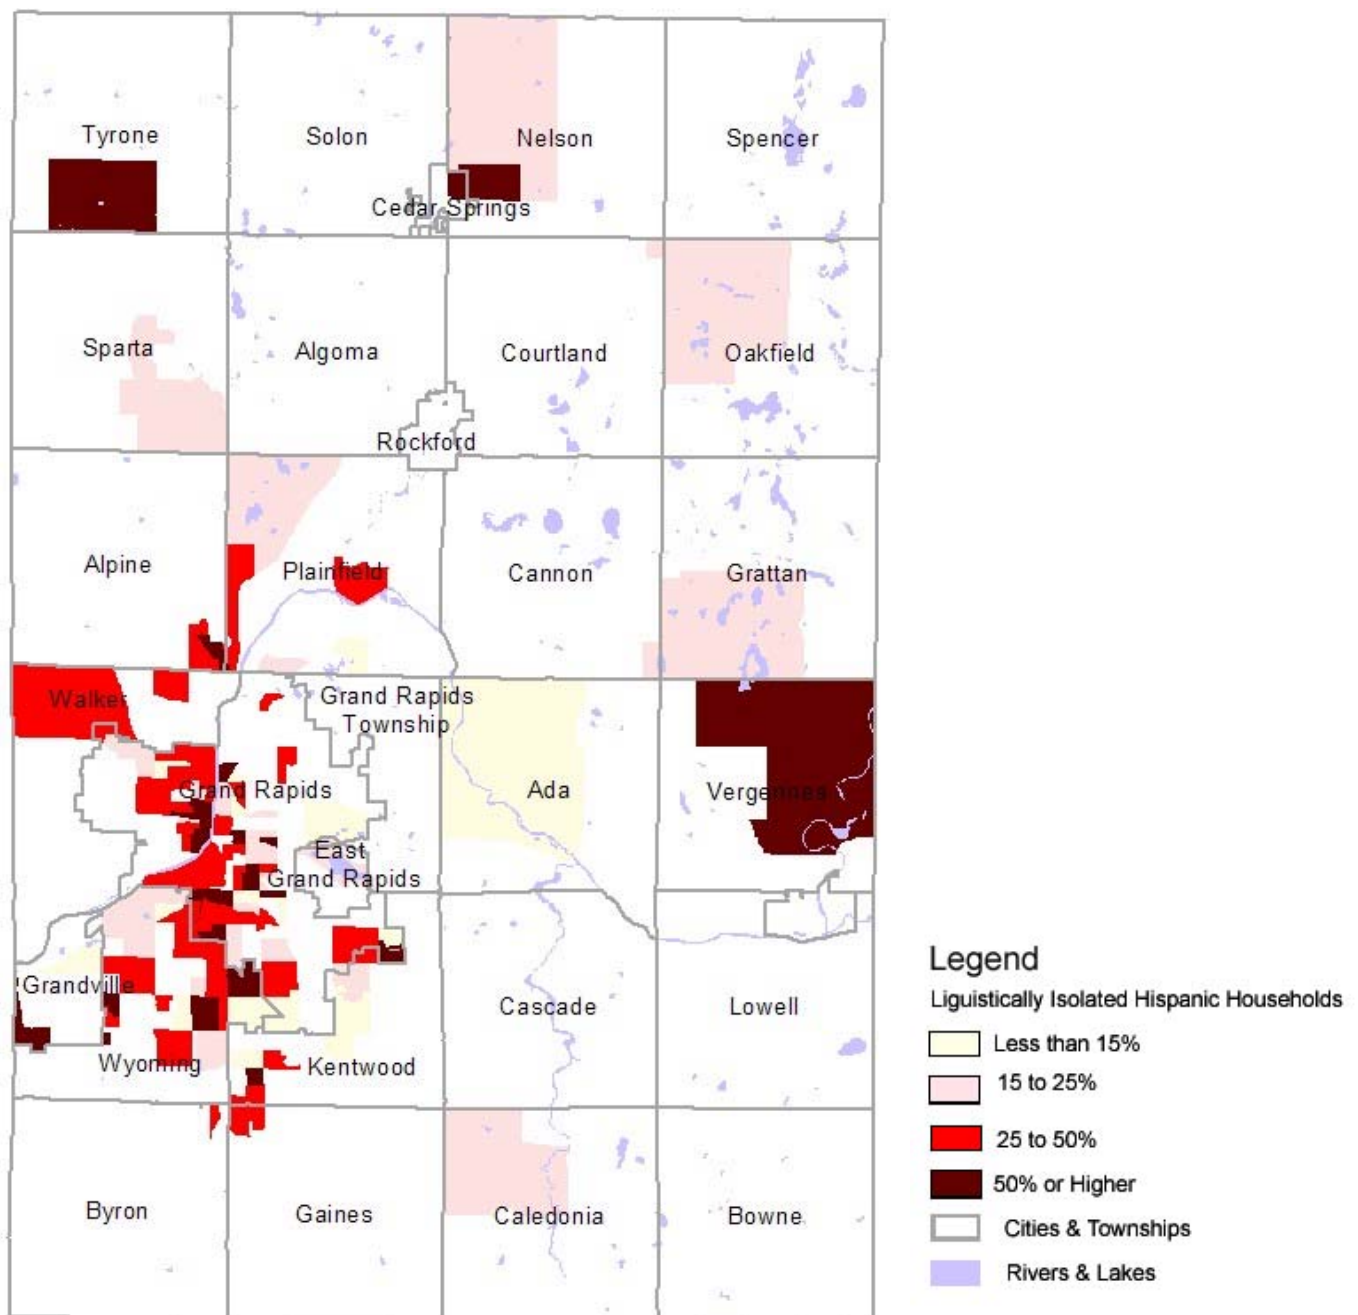 Tyrone
Solon
Nelson
Spencer
Cedar Springs
Sparta
Algoma
Courtland
Oakfield
Rockford
Alpine
Plainfield
Cannon
Grattan
Walker
Grand Rapids
Township
Grand Rapids
Ada
Vergennes
East
Grand Rapids
Grandville
Cascade
Lowell
Wyoming
Kentwood
Byron
Gaines
Caledonia
Bowne
Legend
Liguistically Isolated Hispanic Households
Less than 15%
15 to 25%
25 to 50%
50% or Higher
Cities & Townships
Rivers & Lakes